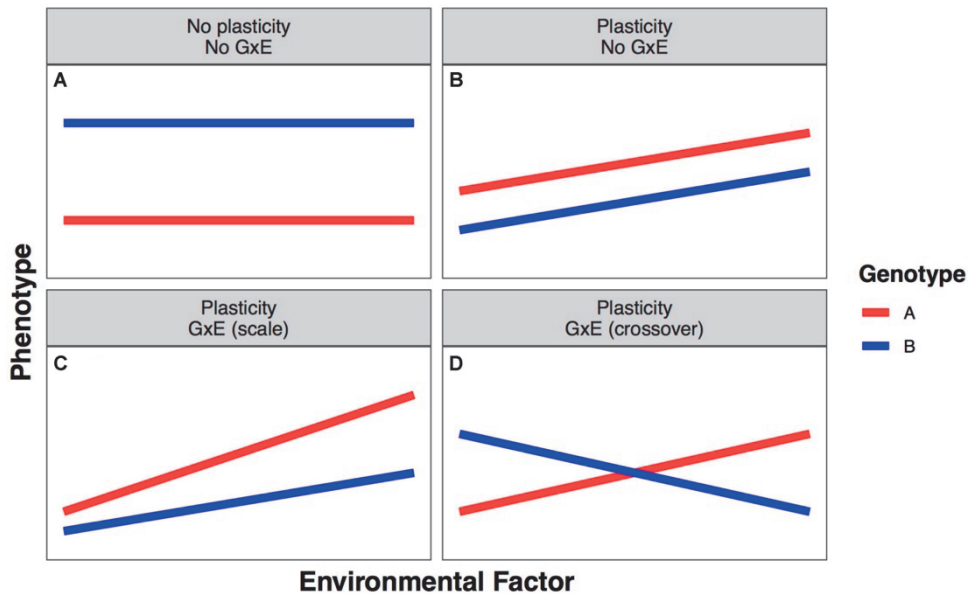 No plasticity
No GxE
Plasticity
No GxE
A
B
Phenotype
Plasticity
GxE (scale)
Plasticity
GxE (crossover)
C
D
Environmental Factor
Genotype
A
B